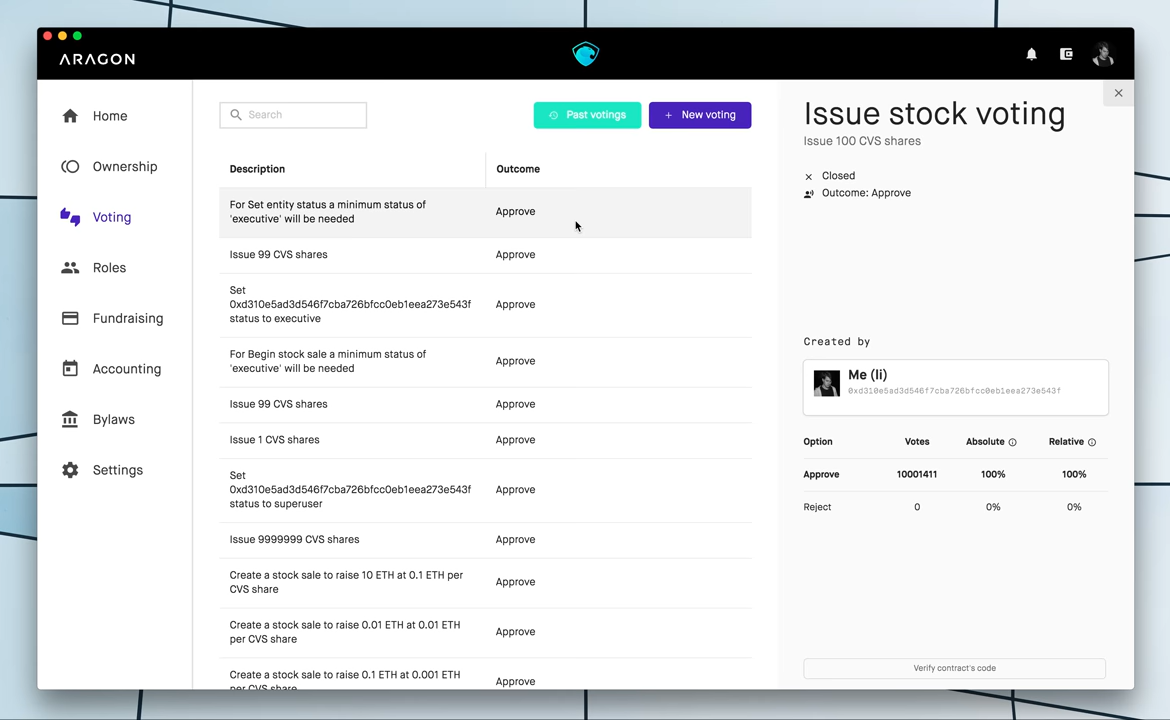 ARAGON
Home
Ownership
Voting
Roles
Fundraising
Accounting
Bylaws
Settings
Search
Past votings
+ New voting
Description
Outcome
For Set entity status a minimum status of
'executive' will be needed
Approve
Issue 99 CVS shares
Approve
Set
0xd310e5ad3d546f7cba726bfcc0eb1eea273e543f
status to executive
Approve
For Begin stock sale a minimum status of
'executive' will be needed
Approve
Issue 99 CVS shares
Approve
Issue 1 CVS shares
Approve
Set
0xd310e5ad3d546f7cba726bfcc0eb1eea273e543f
status to superuser
Approve
Issue 9999999 CVS shares
Approve
Create a stock sale to raise 10 ETH at 0.1 ETH per
CVS share
Approve
Create a stock sale to raise 0.01 ETH at 0.01 ETH
per CVS share
Approve
Create a stock sale to raise 0.1 ETH at 0.001 ETH
per CVS share
Approve
Issue stock voting
Issue 100 CVS shares
Closed
Outcome: Approve
Created by
Me (li)
0xd310e5ad3d546f7cba726bfcc0eb1eea273e543f
Option Votes Absolute Relative
Approve 10001411 100% 100%
Reject 0 0% 0%
Verify contract's code